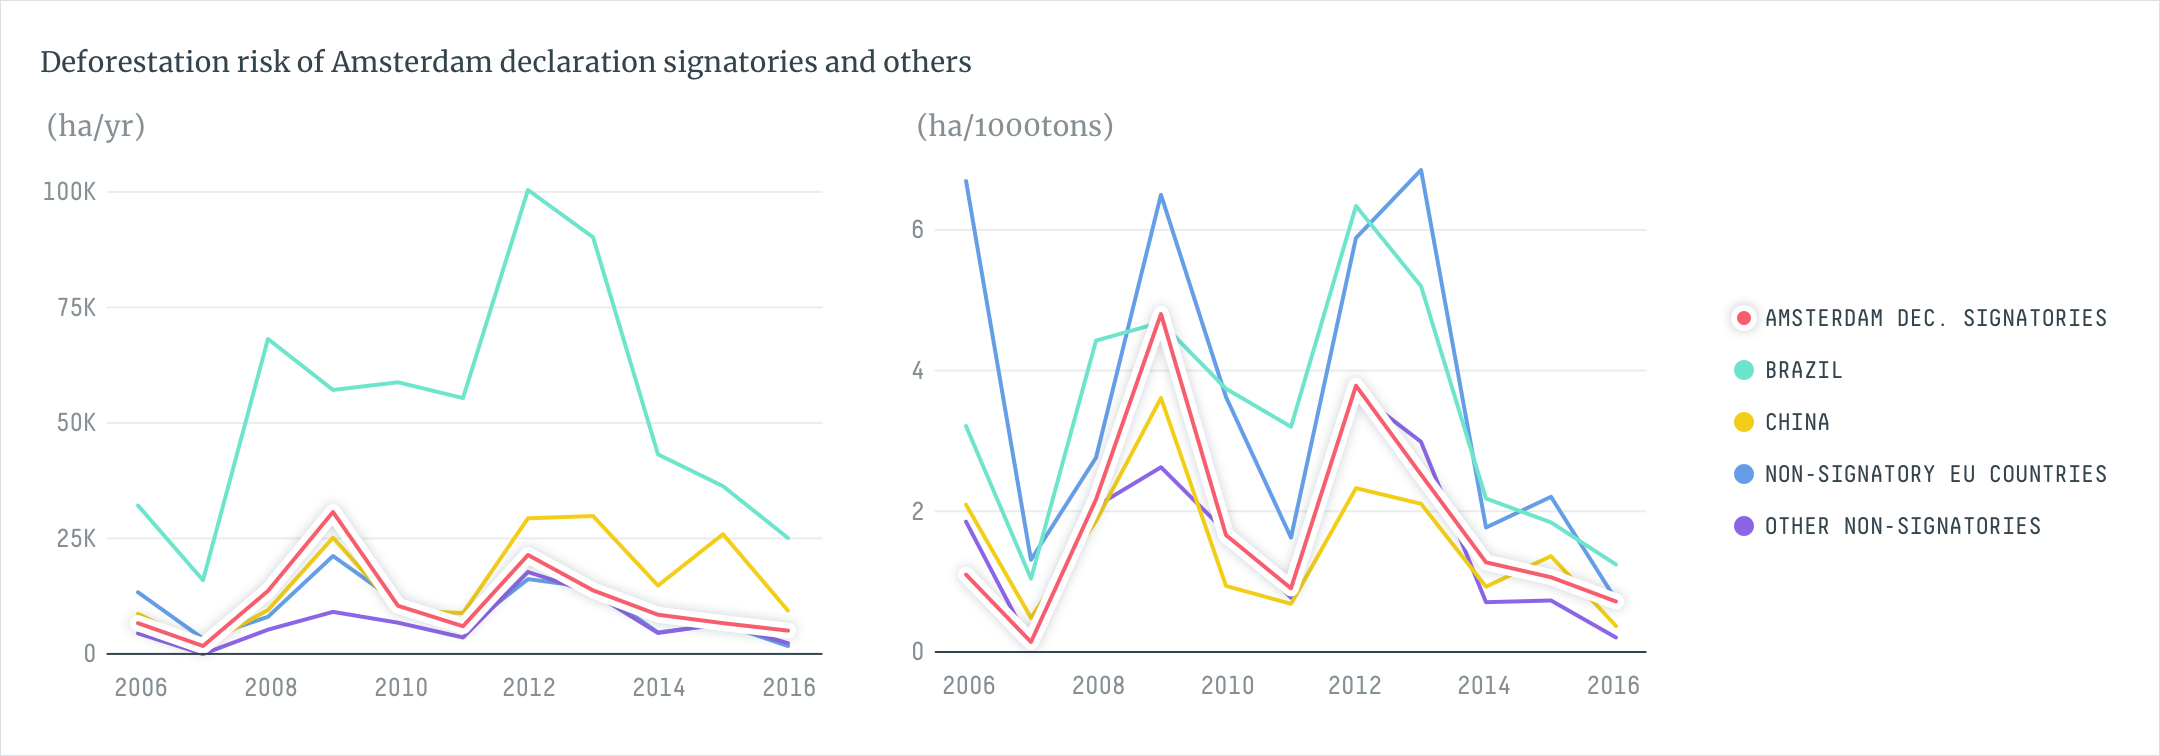 Deforestation risk of Amsterdam declaration signatories and others
(ha/yr)
100K
75K
50K
25K
0
2006 2008 2010 2012 2014 2016
(ha/1000tons)
6
4
2
0
2006 2008 2010 2012 2014 2016
AMSTERDAM DEC. SIGNATORIES
BRAZIL
CHINA
NON-SIGNATORY EU COUNTRIES
OTHER NON-SIGNATORIES